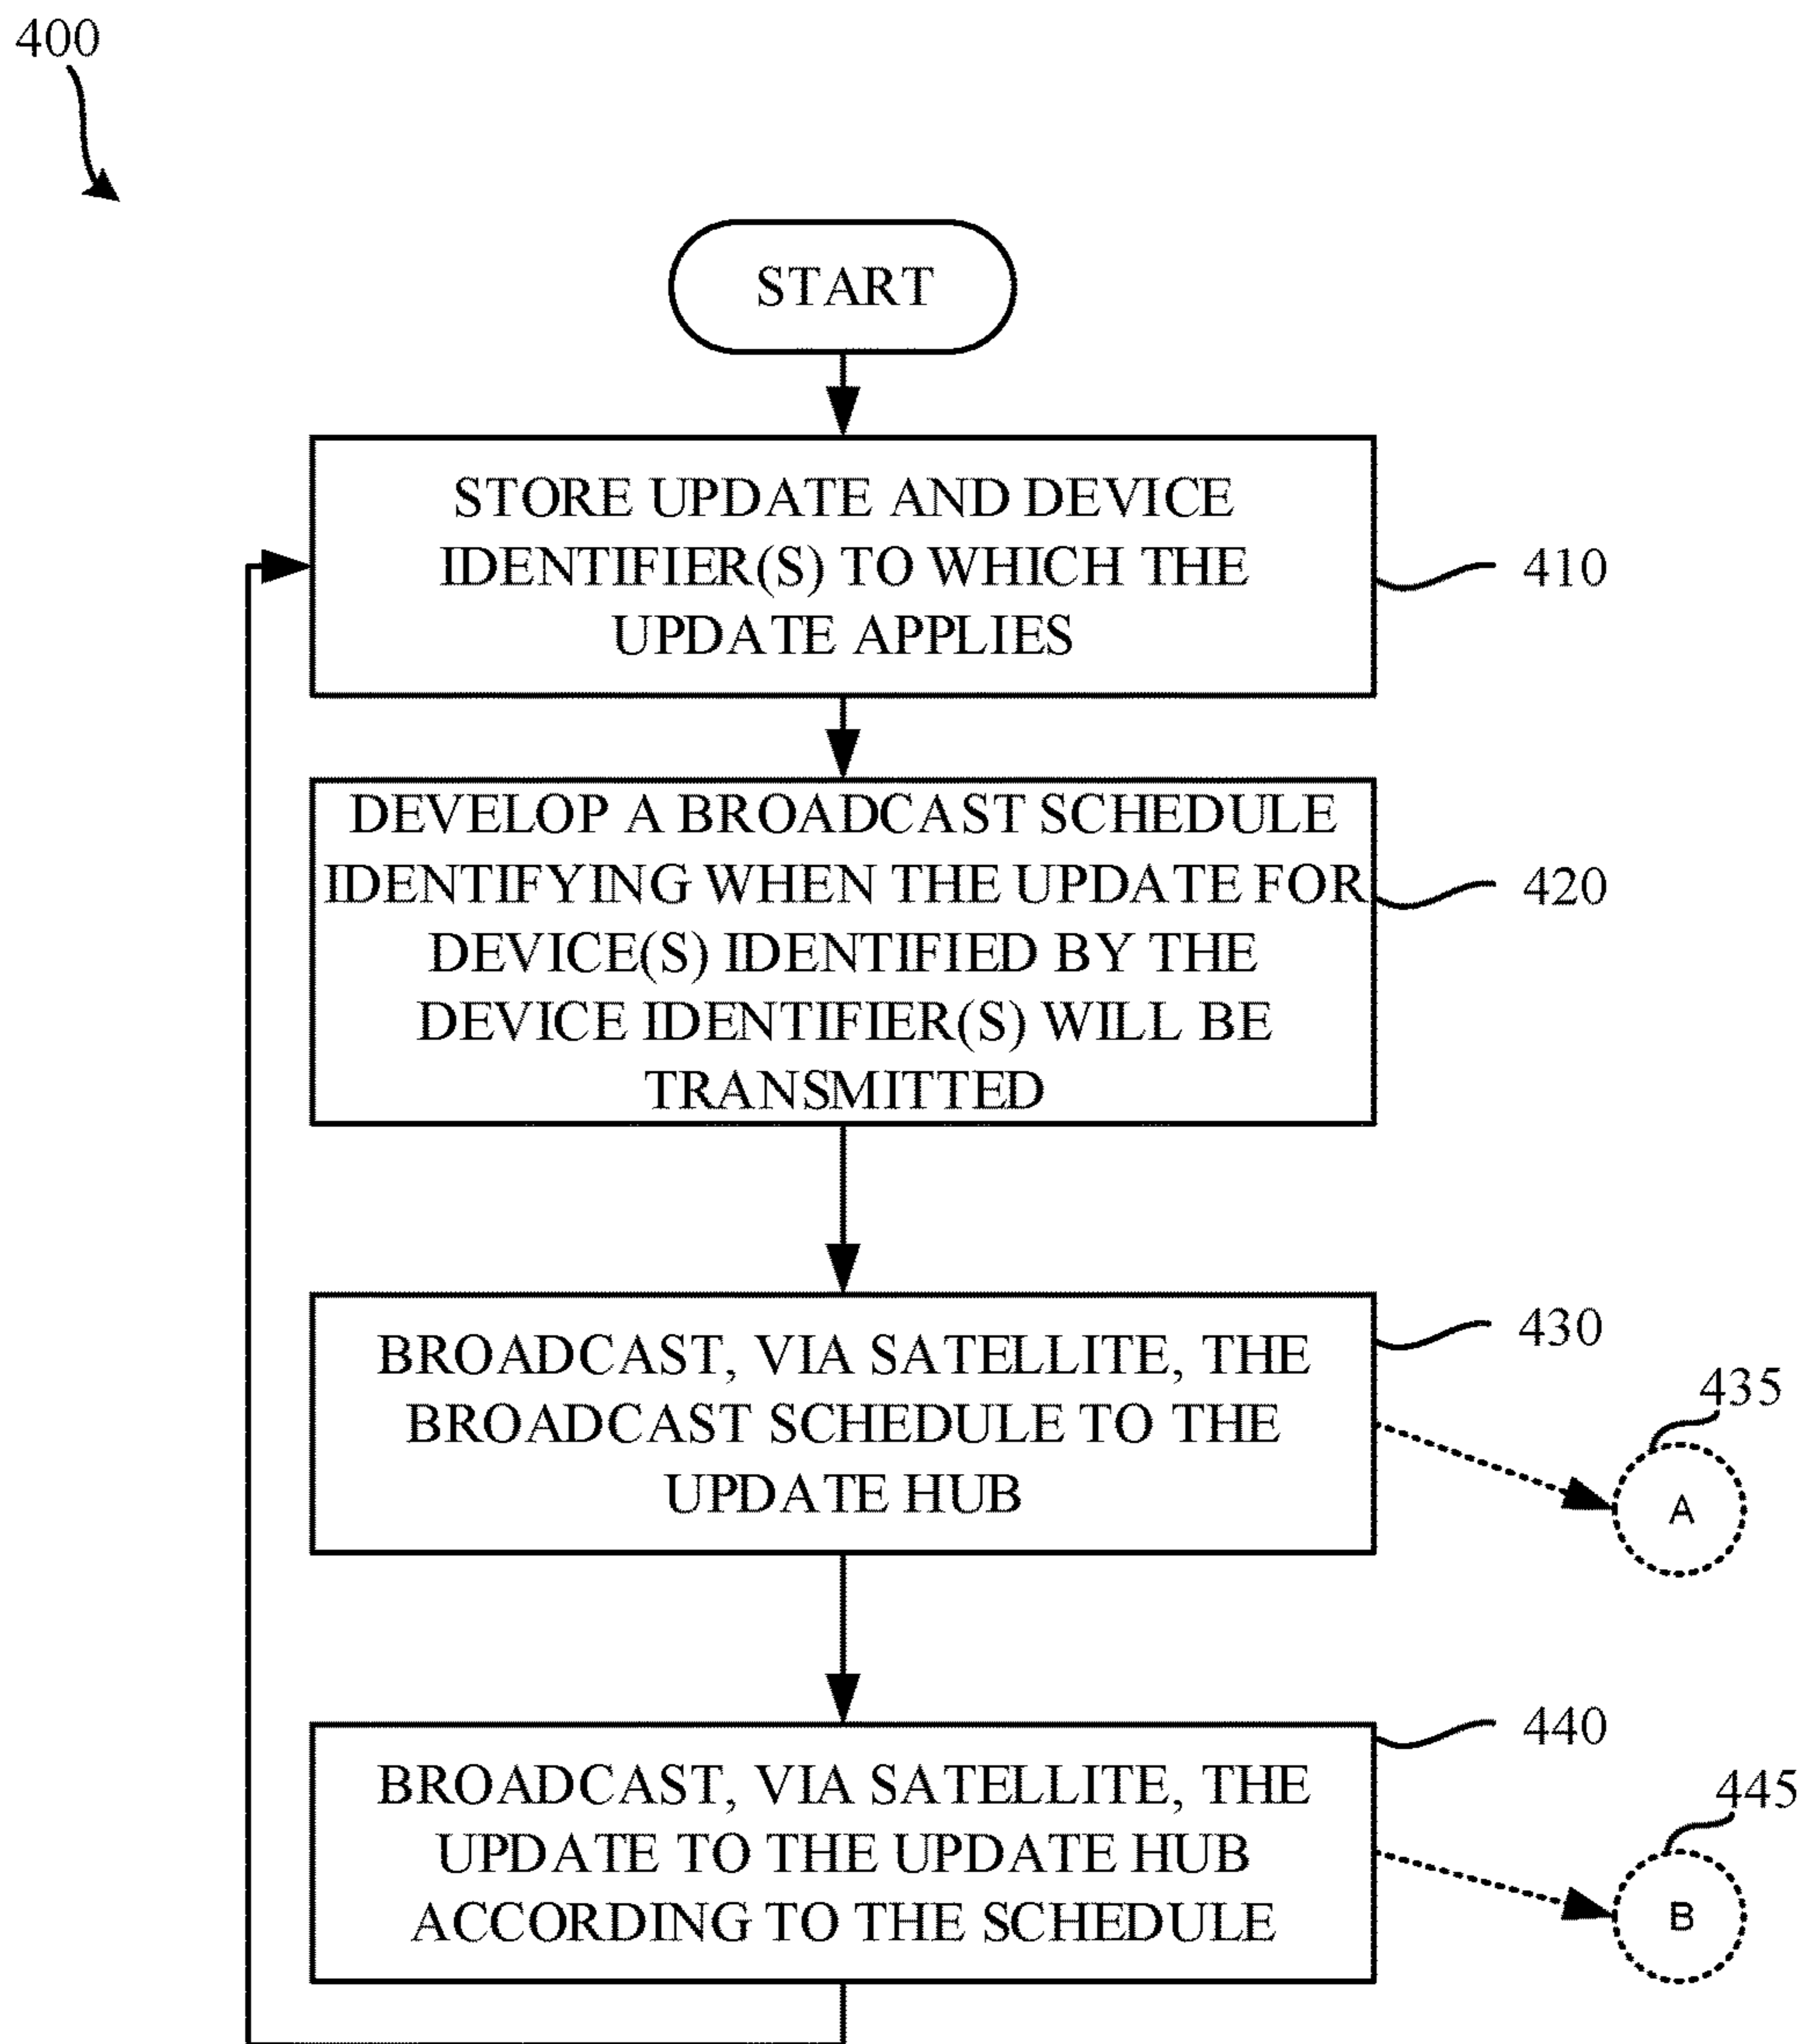 400
START
STORE UPDATE AND DEVICE
IDENTIFIER(S) TO WHICH THE
UPDATE APPLIES
410
DEVELOP A BROADCAST SCHEDULE
IDENTIFYING WHEN THE UPDATE FOR
DEVICE(S) IDENTIFIED BY THE
DEVICE IDENTIFIER(S) WILL BE
TRANSMITTED
420
BROADCAST, VIA SATELLITE, THE
BROADCAST SCHEDULE TO THE
UPDATE HUB
430
435
A
BROADCAST, VIA SATELLITE, THE
UPDATE TO THE UPDATE HUB
ACCORDING TO THE SCHEDULE
440
445
B